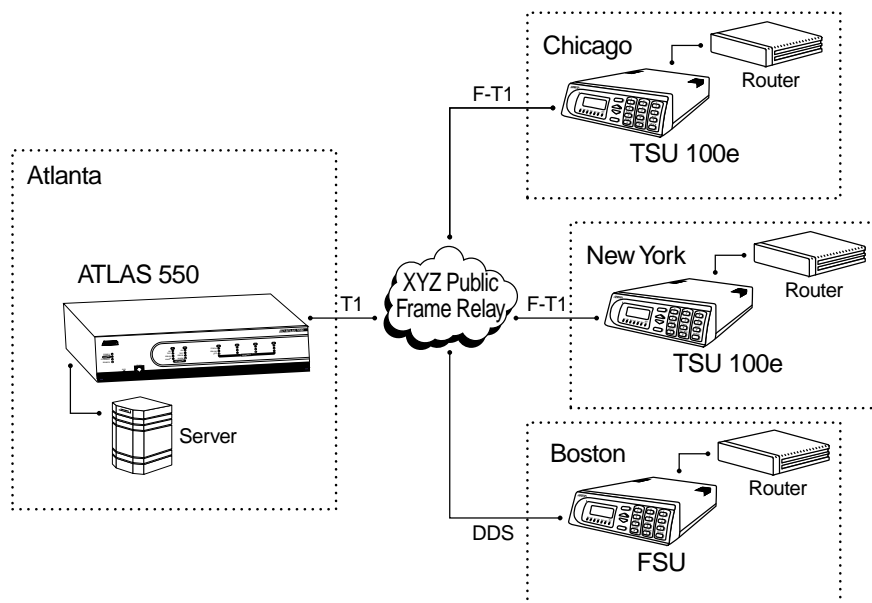 Chicago
Router
F-T1
TSU 100e
Atlanta
ATLAS 550
T1
XYZ Public
Frame Relay
F-T1
New York
Router
TSU 100e
Server
Boston
Router
DDS
FSU